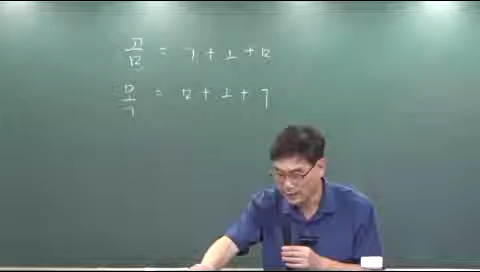 곰 = ㄱ + ㅗ + ㅁ
목 = ㅁ + ㅗ + ㄱ